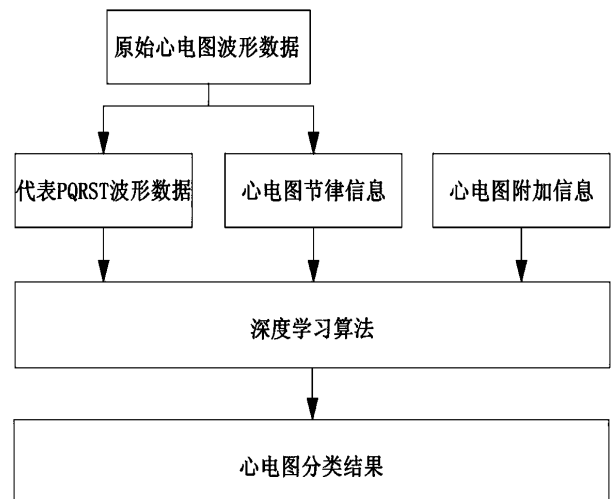 原始心电图波形数据
代表PQRST波形数据
心电图节律信息
心电图附加信息
深度学习算法
心电图分类结果